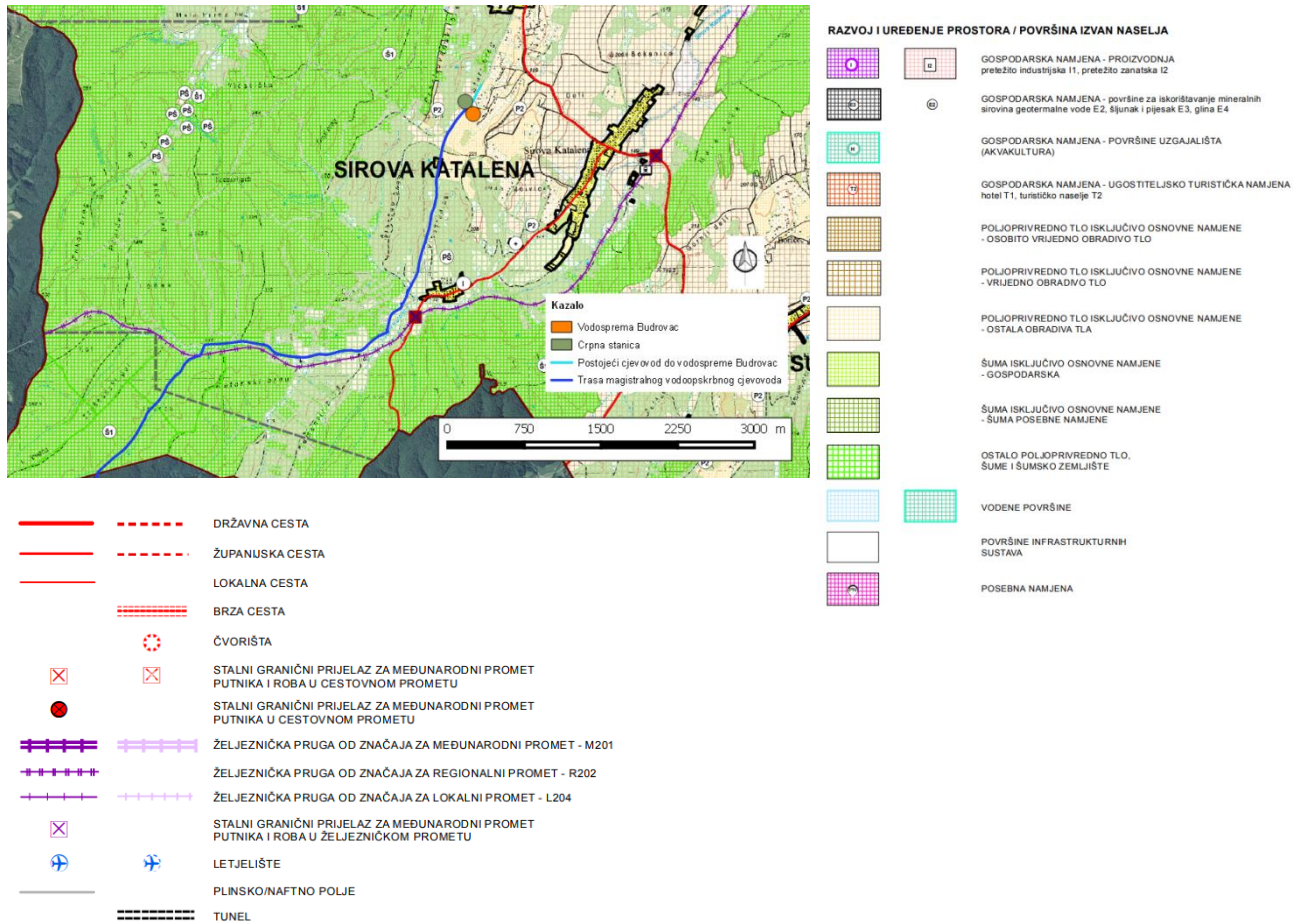 SIROVA KATALENA
Sirova Katalena
Š1
Š1
Š1
PŠ
Š1
PŠ
PŠ
PŠ
PŠ
PŠ
PŠ
PŠ
P2
P2
P2
P2
P2
Kazalo
Vodosprema Budrovac
Crpna stanica
Postojeći cjevovod do vodospreme Budrovac
Trasa magistralnog vodoopskrbnog cjevovoda
0 750 1500 2250 3000 m
RAZVOJ I UREĐENJE PROSTORA / POVRŠINA IZVAN NASELJA
I
I2
GOSPODARSKA NAMJENA - PROIZVODNJA
pretežito industrijska I1, pretežito zanatska I2
E3
E2
GOSPODARSKA NAMJENA - površine za iskorištavanje mineralnih
sirovina geotermalne vode E2, šljunak i pijesak E3, glina E4
GOSPODARSKA NAMJENA - POVRŠINE UZGAJALIŠTA
(AKVAKULTURA)
T2
GOSPODARSKA NAMJENA - UGOSTITELJSKO TURISTIČKA NAMJENA
hotel T1, turističko naselje T2
POLJOPRIVREDNO TLO ISKLJUČIVO OSNOVNE NAMJENE
- OSOBITO VRIJEDNO OBRADIVO TLO
POLJOPRIVREDNO TLO ISKLJUČIVO OSNOVNE NAMJENE
- VRIJEDNO OBRADIVO TLO
POLJOPRIVREDNO TLO ISKLJUČIVO OSNOVNE NAMJENE
- OSTALA OBRADIVA TLA
ŠUMA ISKLJUČIVO OSNOVNE NAMJENE
- GOSPODARSKA
ŠUMA ISKLJUČIVO OSNOVNE NAMJENE
- ŠUMA POSEBNE NAMJENE
OSTALO POLJOPRIVREDNO TLO,
ŠUME I ŠUMSKO ZEMLJIŠTE
VODENE POVRŠINE
POVRŠINE INFRASTRUKTURNIH
SUSTAVA
POSEBNA NAMJENA
DRŽAVNA CESTA
ŽUPANIJSKA CESTA
LOKALNA CESTA
BRZA CESTA
ČVORIŠTA
STALNI GRANIČNI PRIJELAZ ZA MEĐUNARODNI PROMET
PUTNIKA I ROBA U CESTOVNOM PROMETU
STALNI GRANIČNI PRIJELAZ ZA MEĐUNARODNI PROMET
PUTNIKA U CESTOVNOM PROMETU
ŽELJEZNIČKA PRUGA OD ZNAČAJA ZA MEĐUNARODNI PROMET - M201
ŽELJEZNIČKA PRUGA OD ZNAČAJA ZA REGIONALNI PROMET - R202
ŽELJEZNIČKA PRUGA OD ZNAČAJA ZA LOKALNI PROMET - L204
STALNI GRANIČNI PRIJELAZ ZA MEĐUNARODNI PROMET
PUTNIKA I ROBA U ŽELJEZNIČKOM PROMETU
LETJELIŠTE
PLINSKO/NAFTNO POLJE
TUNEL